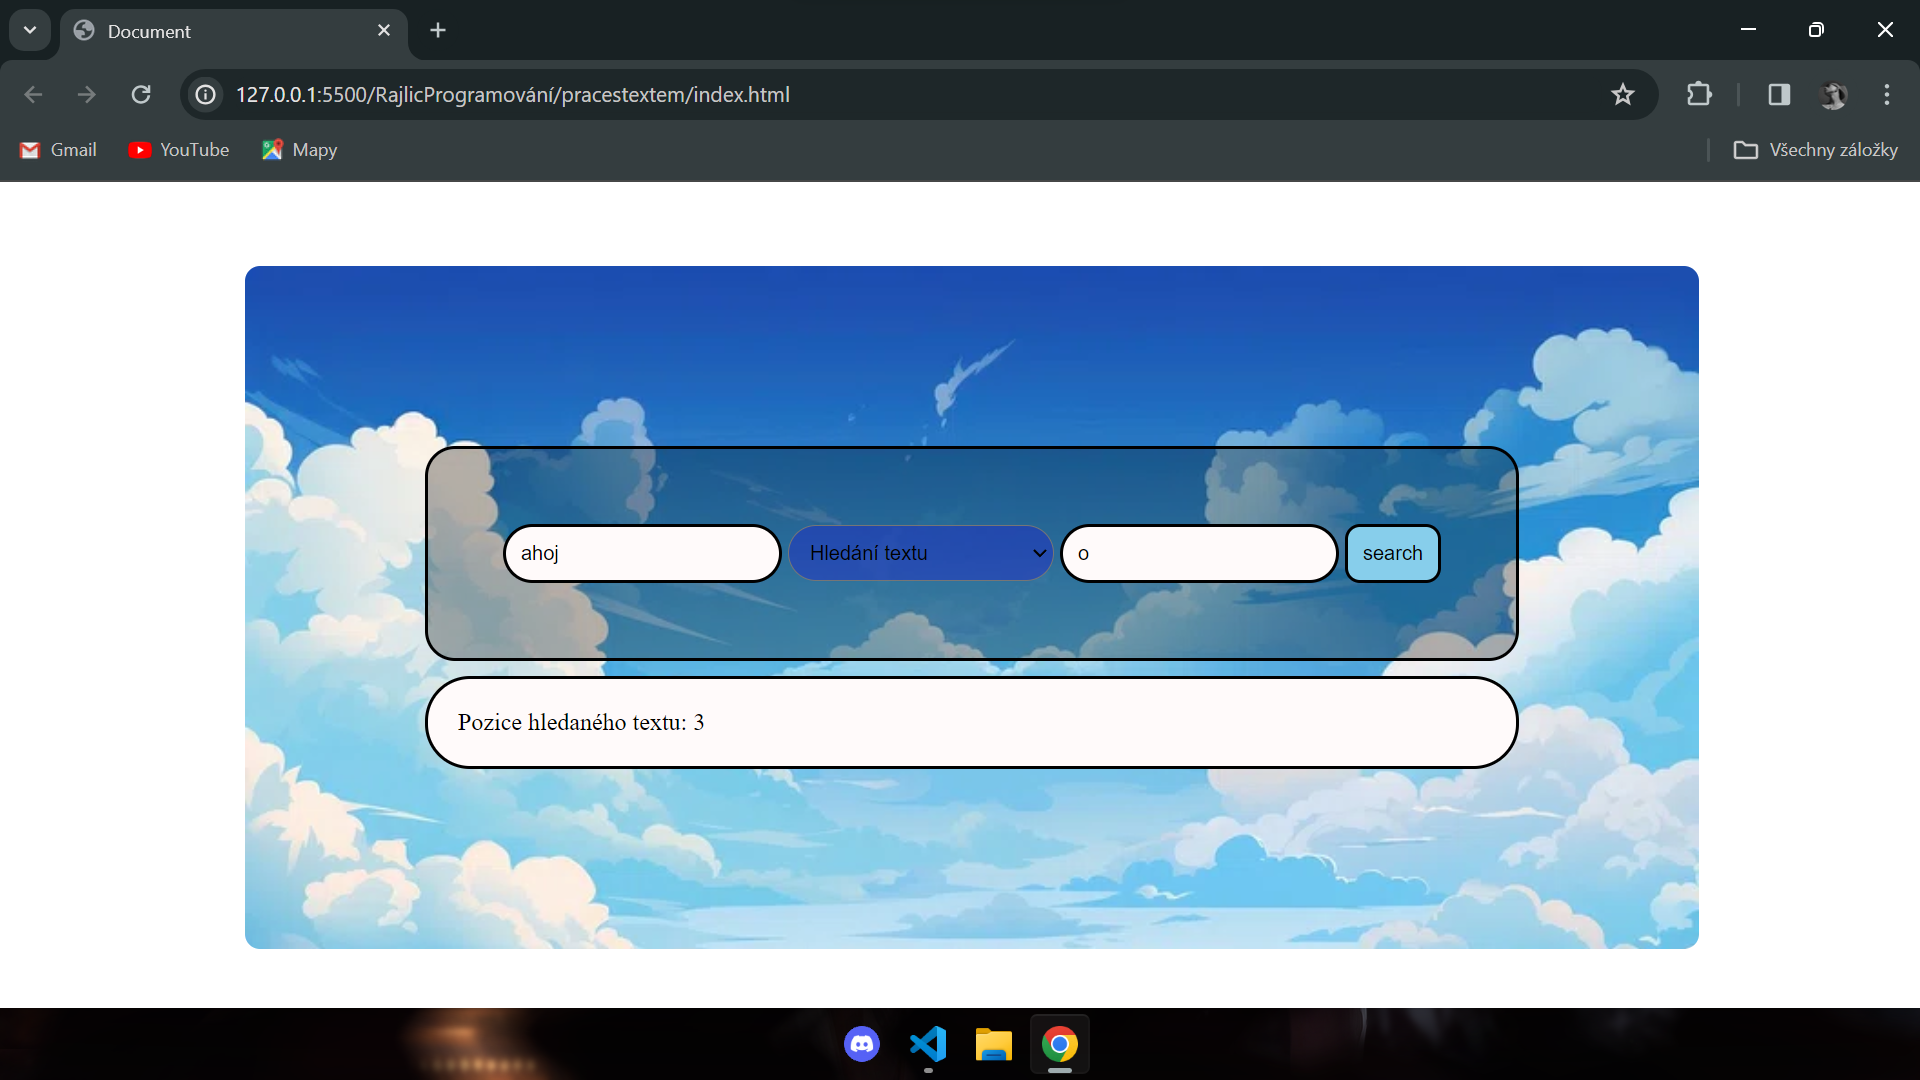 Document
127.0.0.1:5500/RajlicProgramování/pracestextem/index.html
Gmail YouTube Mapy Všechny záložky
ahoj Hledání textu o search
Pozice hledaného textu: 3